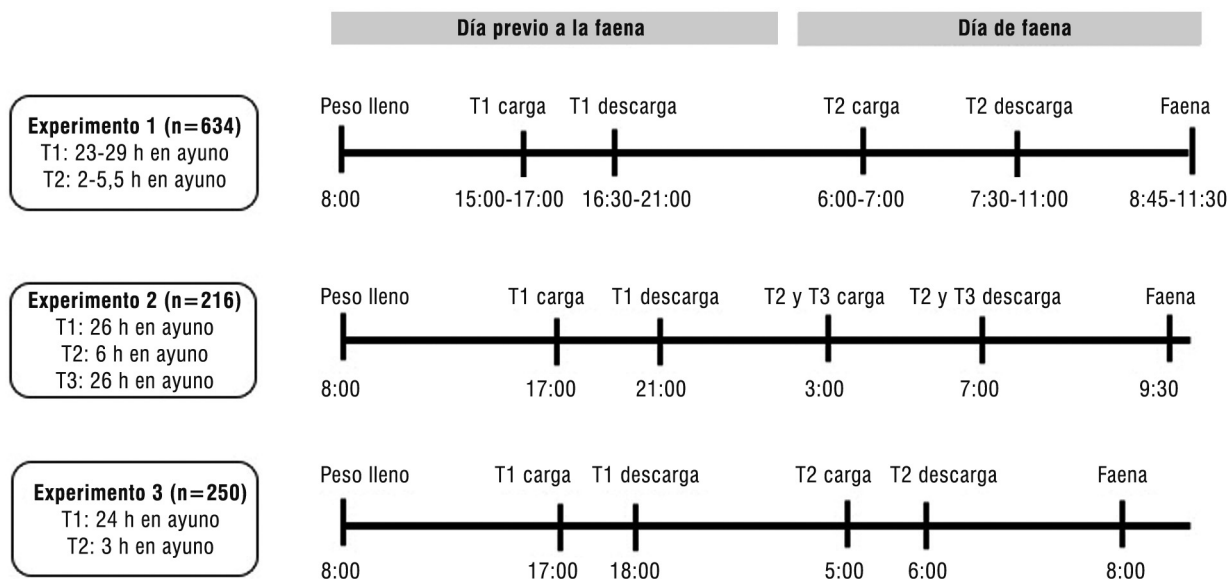 Día previo a la faena
Día de faena
Experimento 1 (n=634)
T1: 23-29 h en ayuno
T2: 2-5,5 h en ayuno
Peso lleno
T1 carga
T1 descarga
T2 carga
T2 descarga
Faena
8:00
15:00-17:00
16:30-21:00
6:00-7:00
7:30-11:00
8:45-11:30
Experimento 2 (n=216)
T1: 26 h en ayuno
T2: 6 h en ayuno
T3: 26 h en ayuno
Peso lleno
T1 carga
T1 descarga
T2 y T3 carga
T2 y T3 descarga
Faena
8:00
17:00
21:00
3:00
7:00
9:30
Experimento 3 (n=250)
T1: 24 h en ayuno
T2: 3 h en ayuno
Peso lleno
T1 carga
T1 descarga
T2 carga
T2 descarga
Faena
8:00
17:00
18:00
5:00
6:00
8:00